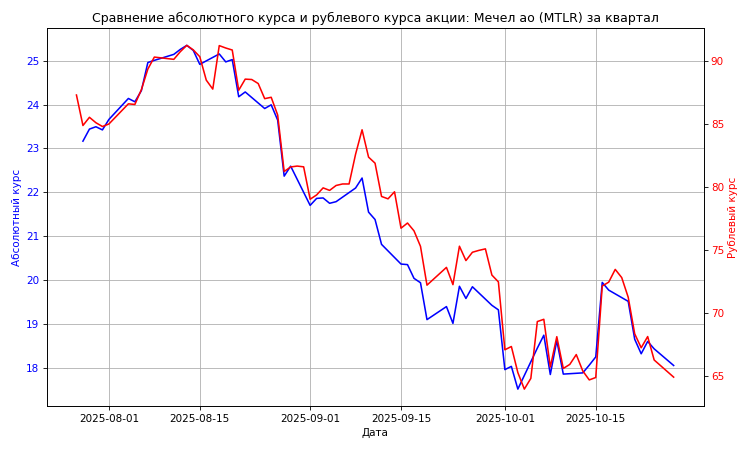 Сравнение абсолютного курса и рублевого курса акции: Мечел ао (MTLR) за квартал
25
24
23
22
21
20
19
18
Абсолютный курс
90
85
80
75
70
65
Рублевый курс
2025-08-01 2025-08-15 2025-09-01 2025-09-15 2025-10-01 2025-10-15
Дата